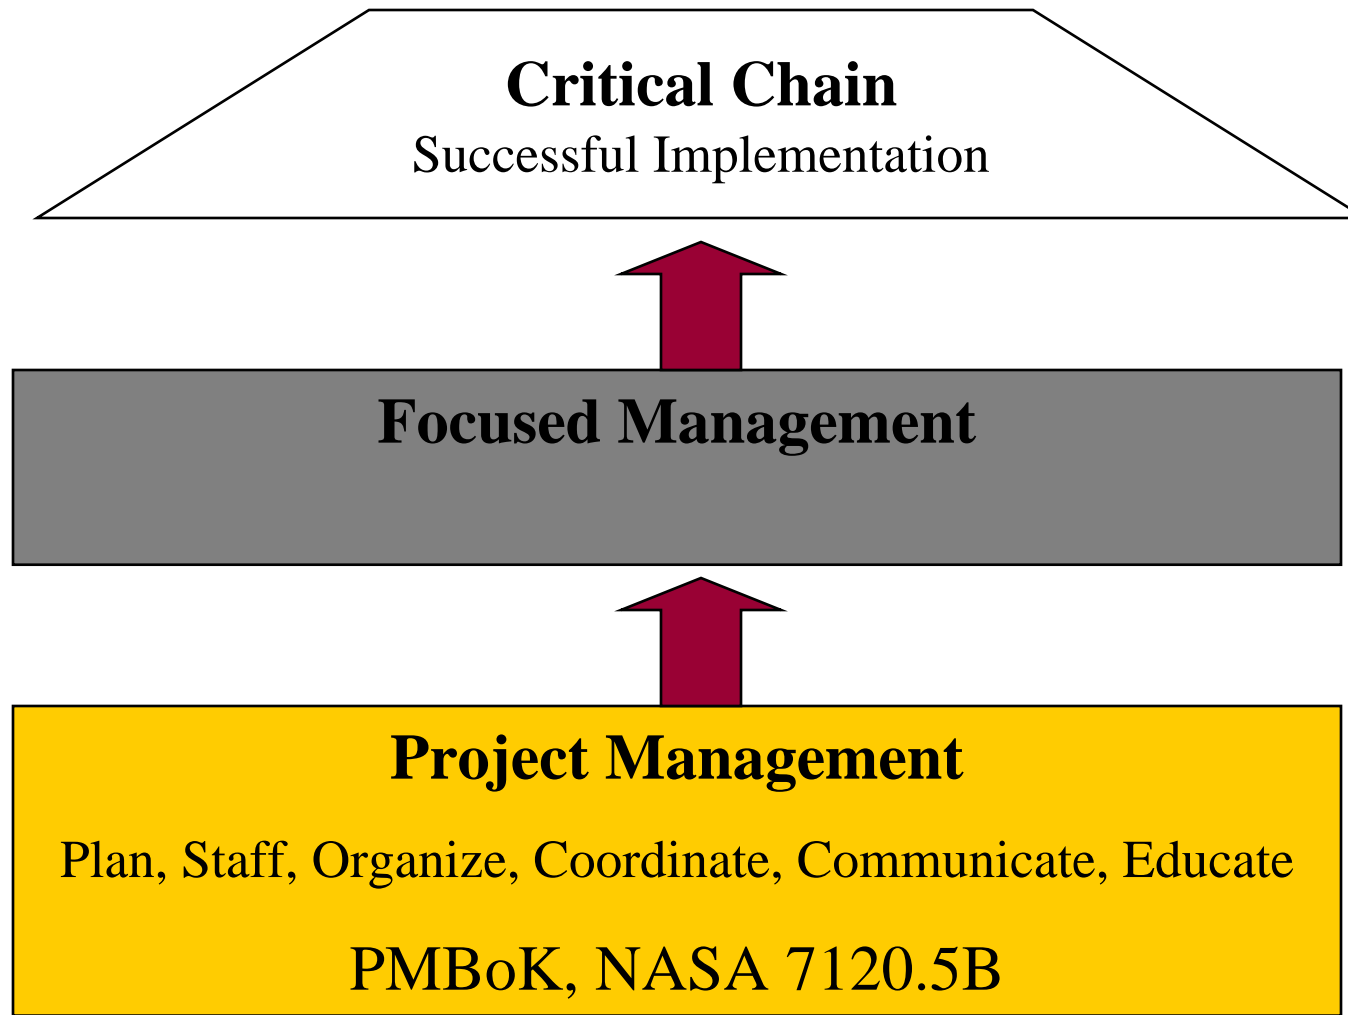 Critical Chain
Successful Implementation
Focused Management
Project Management
Plan, Staff, Organize, Coordinate, Communicate, Educate
PMBoK, NASA 7120.5B